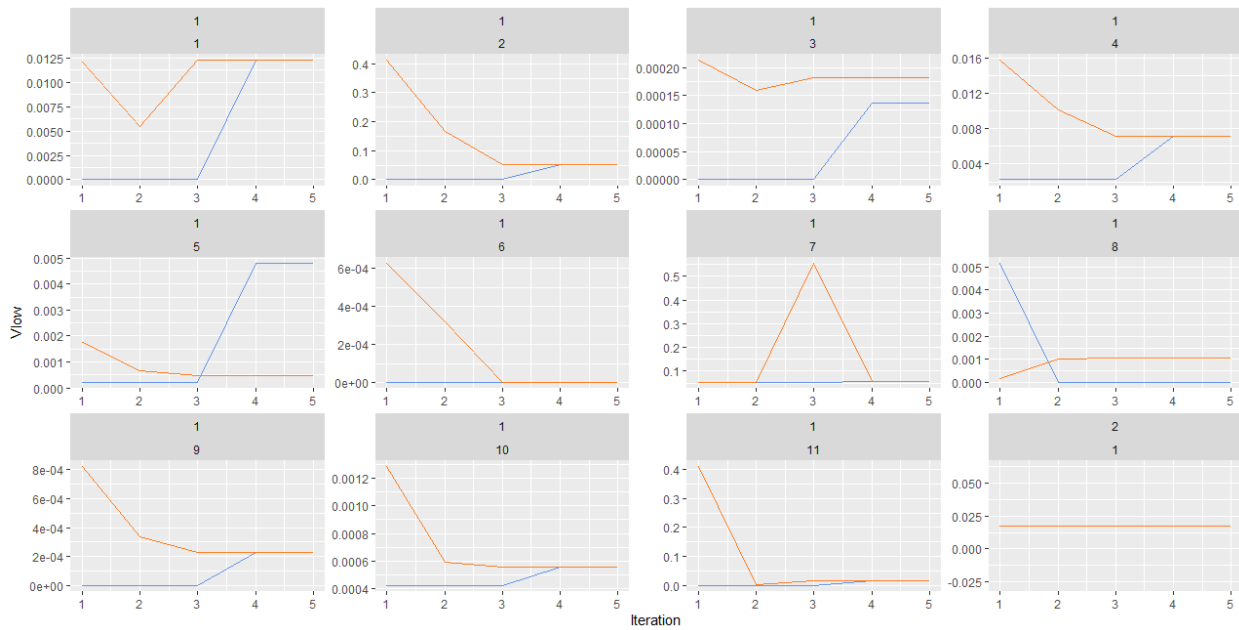 1 1 1 1
1 2 3 4
0.0125 0.4 0.00020 0.016
0.0100 0.3 0.00015 0.012
0.0075 0.2 0.00010 0.008
0.0050 0.1 0.00005 0.004
0.0025 0.0 0.00000
0.0000
1 2 3 4 5 1 2 3 4 5 1 2 3 4 5 1 2 3 4 5
1 1 1 1
5 6 7 8
0.005 6e-04 0.5 0.005
0.004 4e-04 0.4 0.004
0.003 2e-04 0.3 0.003
0.002 0e+00 0.2 0.002
0.001 0.1 0.001
0.000 0.000
Vlow
1 2 3 4 5 1 2 3 4 5 1 2 3 4 5 1 2 3 4 5
1 1 1 2
9 10 11 1
8e-04 0.0012 0.4 0.050
6e-04 0.0010 0.3 0.025
4e-04 0.0008 0.2 0.000
2e-04 0.0006 0.1 -0.025
0e+00 0.0004 0.0
1 2 3 4 5 1 2 3 4 5 1 2 3 4 5 1 2 3 4 5
Iteration